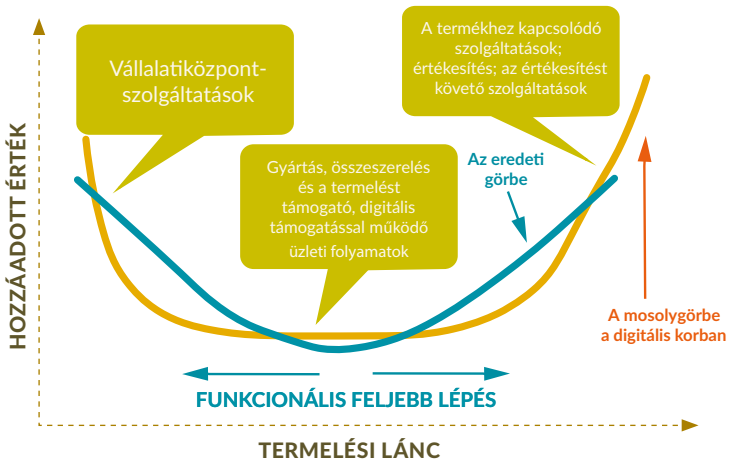 HOZZÁADOTT ÉRTÉK
Vállalatiközpont-
szolgáltatások
Gyártás, összeszerelés
és a termelést
támogató, digitális
támogatással működő
üzleti folyamatok
A termékhez kapcsolódó
szolgáltatások;
értékesítés; az értékesítést
követő szolgáltatások
Az eredeti
görbe
A mosolygörbe
a digitális korban
FUNKCIONÁLIS FELJEBB LÉPÉS
TERMELÉSI LÁNC